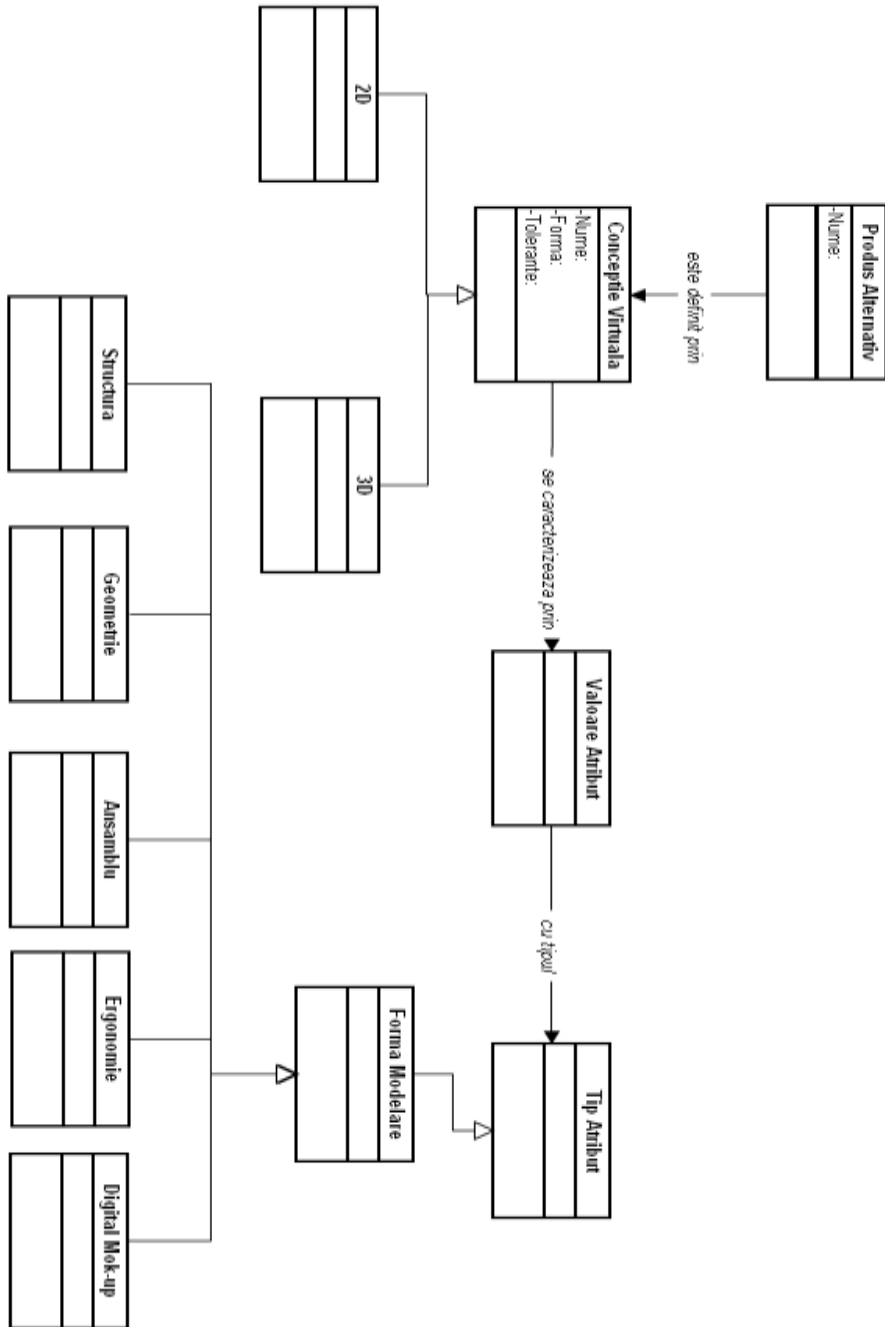 Produs Alternativ
-Nume:
este definit prin
Conceptie Virtuala
-Nume:
-Forma:
-Tolerante:
se caracterizeaza prin
Valoare Atribut
cu tipul
Tip Atribut
2D
3D
Forma Modelare
Structura
Geometrie
Ansamblu
Ergonomie
Digital Mok-up